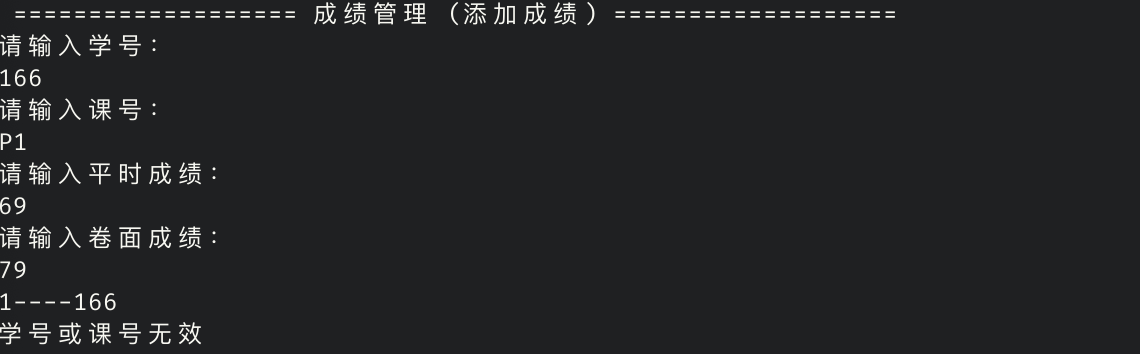 =================== 成绩管理（添加成绩）===================
请输入学号：
166
请输入课号：
P1
请输入平时成绩：
69
请输入卷面成绩：
79
1----166
学号或课号无效